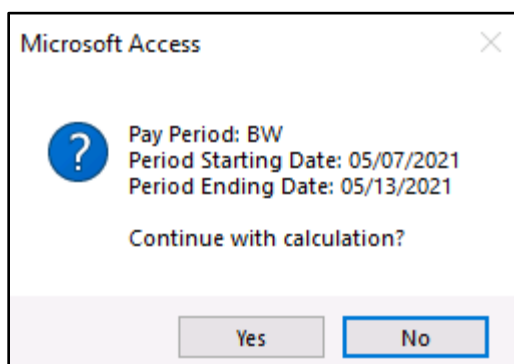 Microsoft Access
?
Pay Period: BW
Period Starting Date: 05/07/2021
Period Ending Date: 05/13/2021
Continue with calculation?
Yes
No